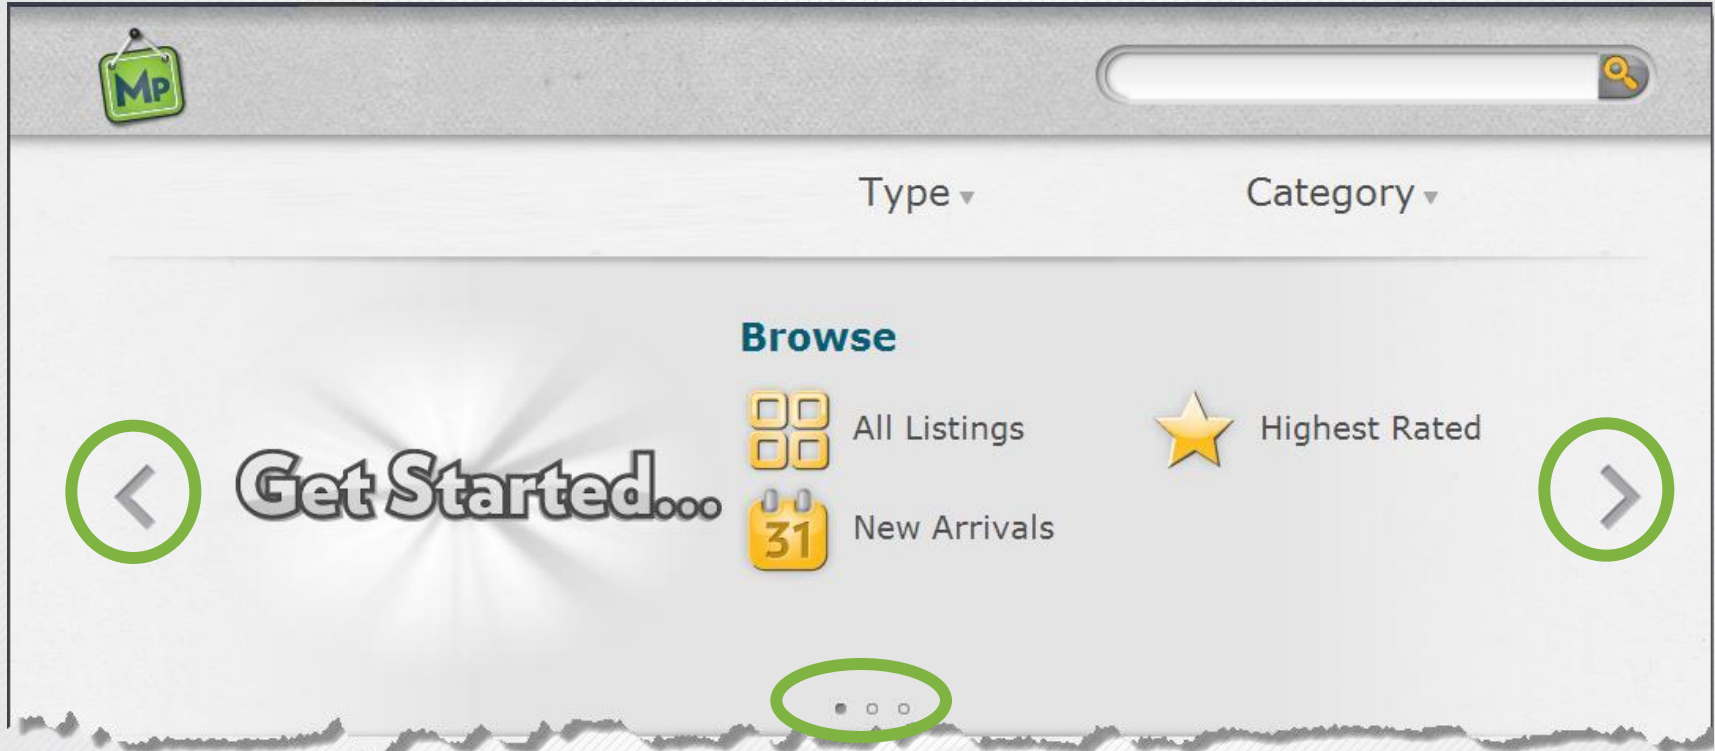 MP
Type Category
Browse
Get Started...
All Listings Highest Rated
31 New Arrivals